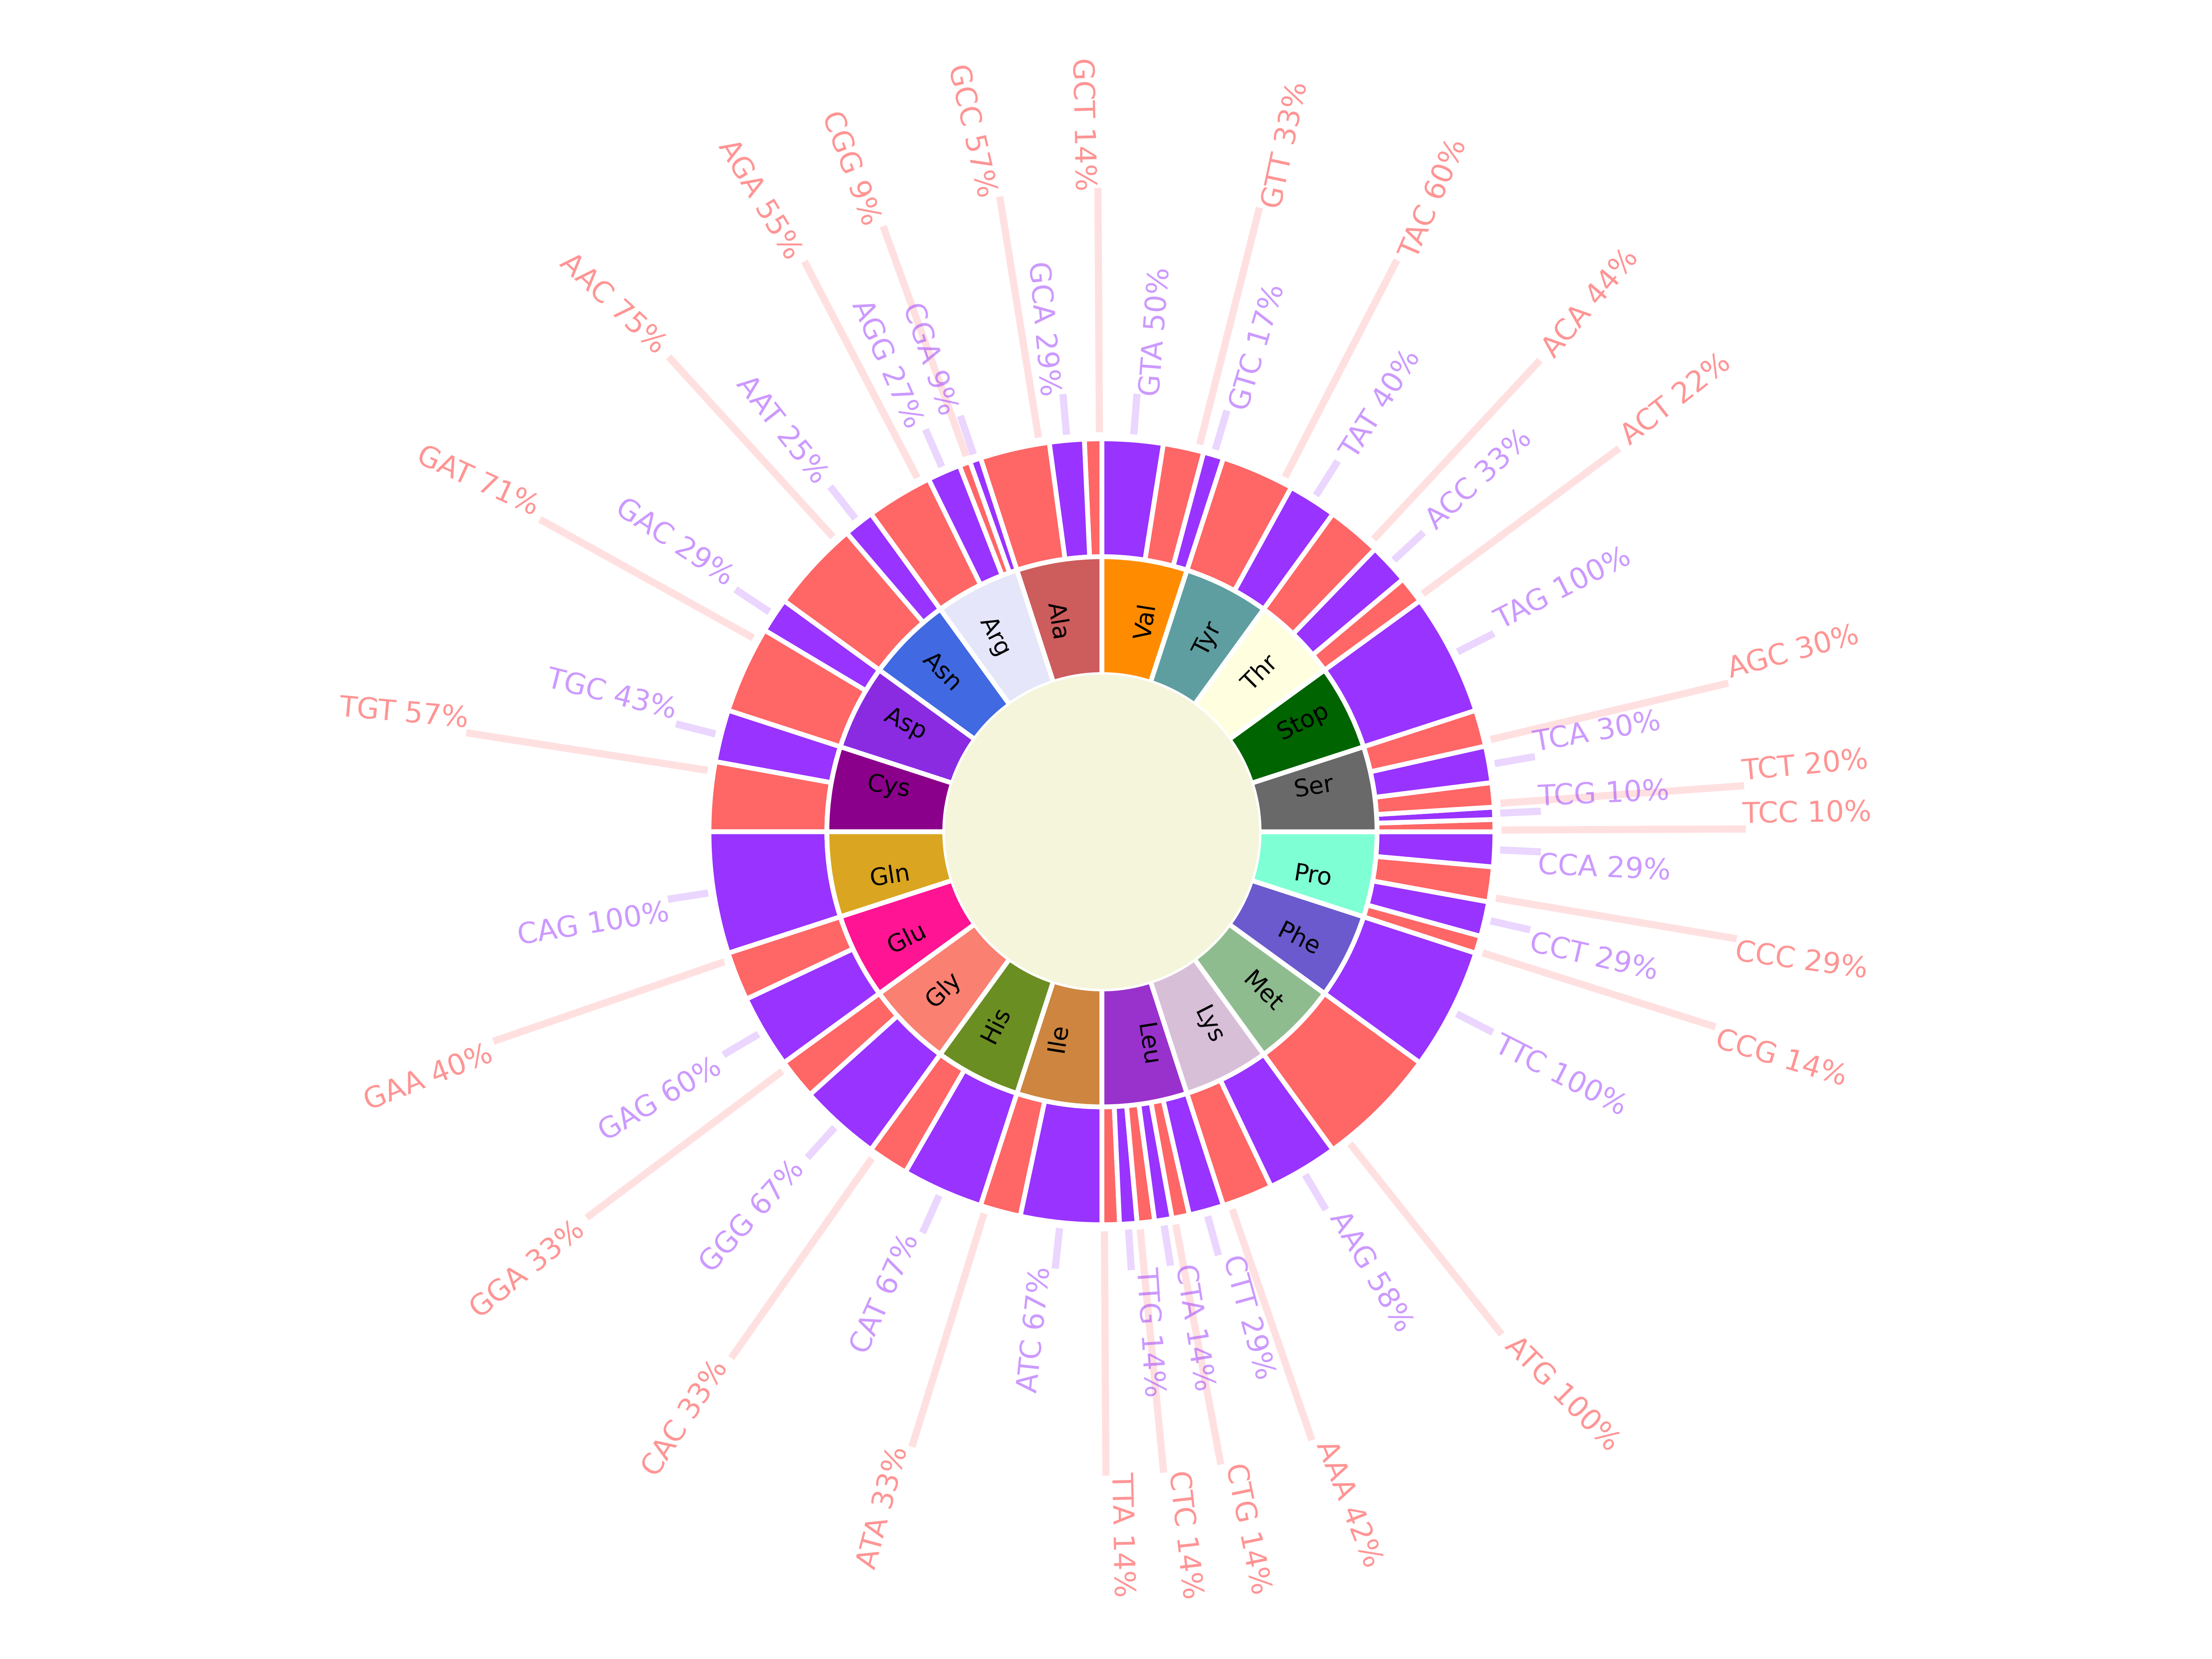 Val
Tyr
Thr
Stop
Ser
Pro
Phe
Met
Lys
Leu
Ile
His
Gly
Glu
Gln
Cys
Asp
Asn
Arg
Ala
GTA 50%
GTT 33%
GTC 17%
TAC 60%
TAT 40%
ACA 44%
ACC 33%
ACT 22%
TAG 100%
AGC 30%
TCA 30%
TCT 20%
TCG 10%
TCC 10%
CCA 29%
CCC 29%
CCT 29%
CCG 14%
TTC 100%
ATG 100%
AAG 58%
AAA 42%
CTT 29%
CTG 14%
CTA 14%
CTC 14%
TTG 14%
TTA 14%
ATC 67%
ATA 33%
CAT 67%
CAC 33%
GGG 67%
GGA 33%
GAG 60%
GAA 40%
CAG 100%
TGT 57%
TGC 43%
GAT 71%
GAC 29%
AAC 75%
AAT 25%
AGA 55%
AGG 27%
CGG 9%
CGA 9%
GCC 57%
GCA 29%
GCT 14%